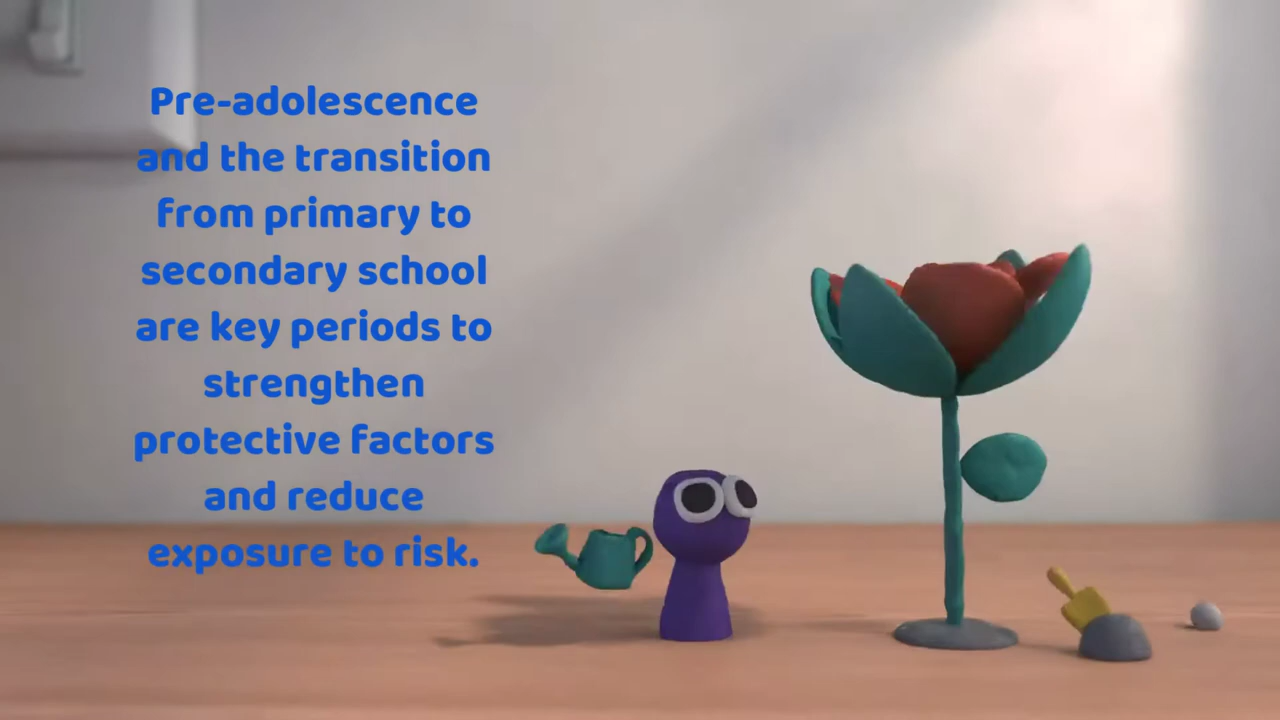 Pre-adolescence
and the transition
from primary to
secondary school
are key periods to
strengthen
protective factors
and reduce
exposure to risk.